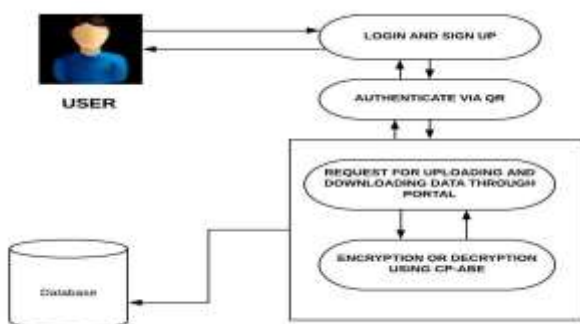 LOGIN AND SIGN UP
USER
AUTHENTICATE VIA QR
REQUEST FOR UPLOADING AND
DOWNLOADING DATA THROUGH
PORTAL
ENCRYPTION OR DECRYPTION
USING CP-ABE
Database